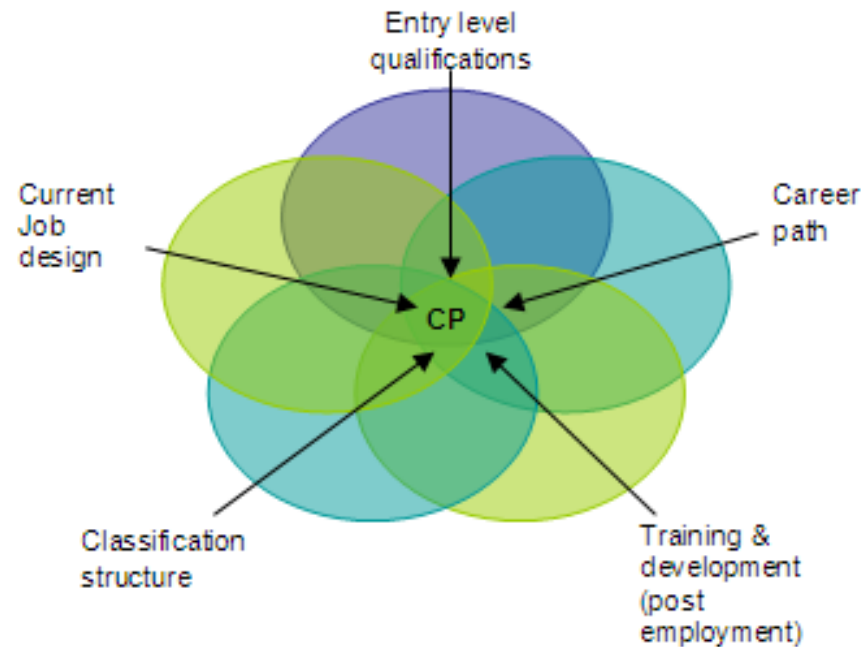 Entry level
qualifications
Current
Job
design
Career
path
CP
Classification
structure
Training &
development
(post
employment)